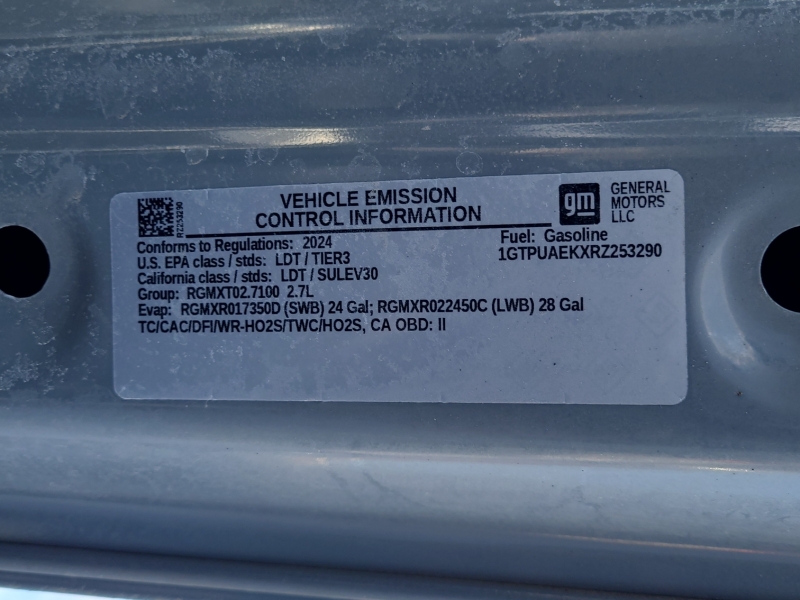 RZ253290
VEHICLE EMISSION
CONTROL INFORMATION
gm
GENERAL
MOTORS
LLC
Conforms to Regulations: 2024
Fuel: Gasoline
U.S. EPA class / stds: LDT / TIER3
1GTPUAEKXRZ253290
California class / stds: LDT / SULEV30
Group: RGMXT02.7100 2.7L
Evap: RGMXR017350D (SWB) 24 Gal; RGMXR022450C (LWB) 28 Gal
TC/CAC/DFI/WR-HO2S/TWC/HO2S, CA OBD: II